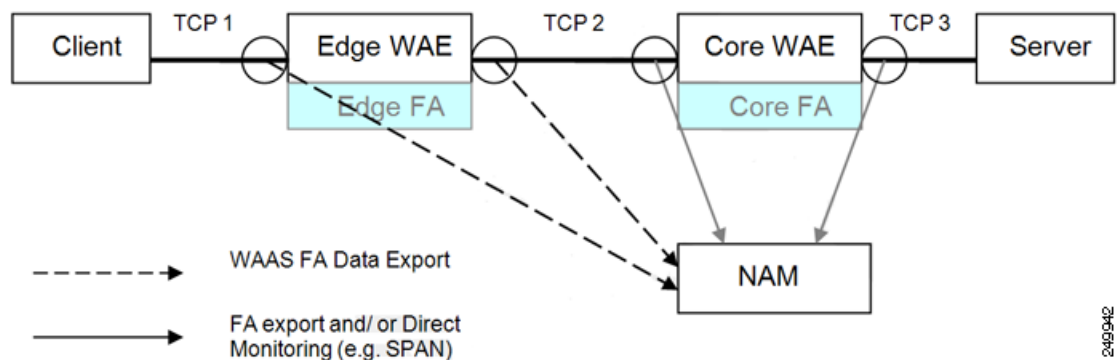 TCP 1
TCP 2
TCP 3
Client
Edge WAE
Core WAE
Server
Edge FA
Core FA
WAAS FA Data Export
NAM
FA export and/ or Direct
Monitoring (e.g. SPAN)
249942